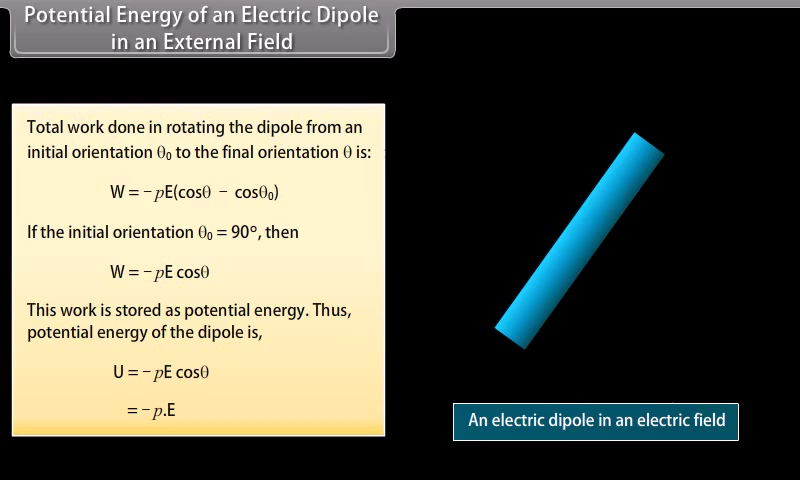 Potential Energy of an Electric Dipole
in an External Field
Total work done in rotating the dipole from an
initial orientation θ₀ to the final orientation θ is:
W = − pE(cosθ − cosθ₀)
If the initial orientation θ₀ = 90°, then
W = − pE cosθ
This work is stored as potential energy. Thus,
potential energy of the dipole is,
U = − pE cosθ
= − p.E
An electric dipole in an electric field